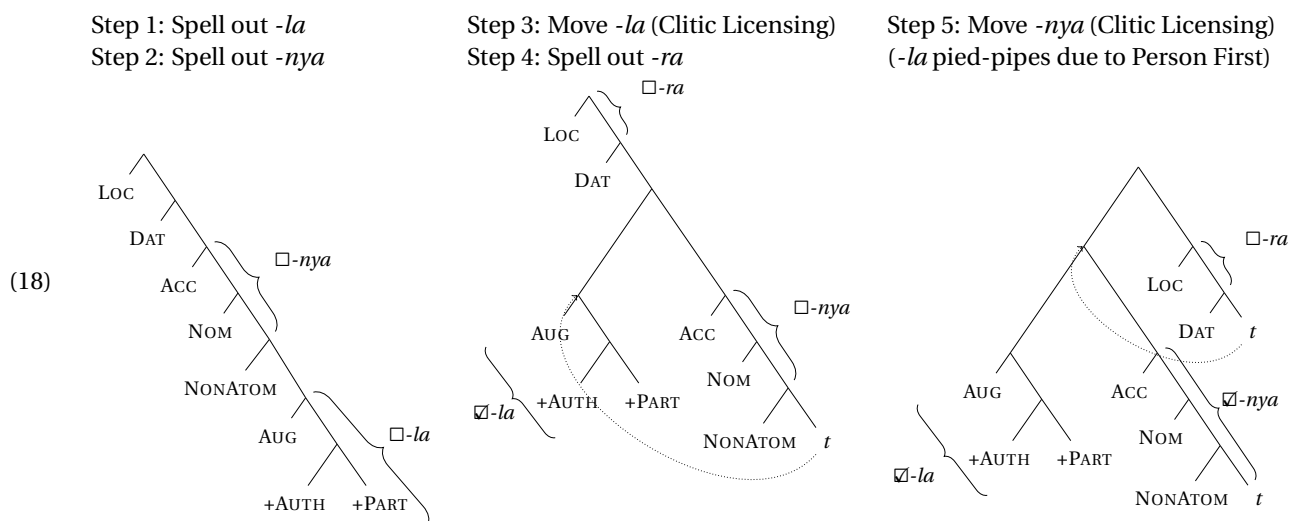 Step 1: Spell out -la
Step 2: Spell out -nya
Step 3: Move -la (Clitic Licensing)
Step 4: Spell out -ra
Step 5: Move -nya (Clitic Licensing)
(-la pied-pipes due to Person First)
(18)
LOC
DAT
ACC
☐-nya
NOM
NONATOM
AUG
☐-la
+AUTH +PART
☐-ra
LOC
DAT
☐-nya
AUG ACC
NOM
☑-la +AUTH +PART
NONATOM t
☐-ra
LOC
DAT t
AUG ACC ☑-nya
NOM
☑-la +AUTH +PART
NONATOM t